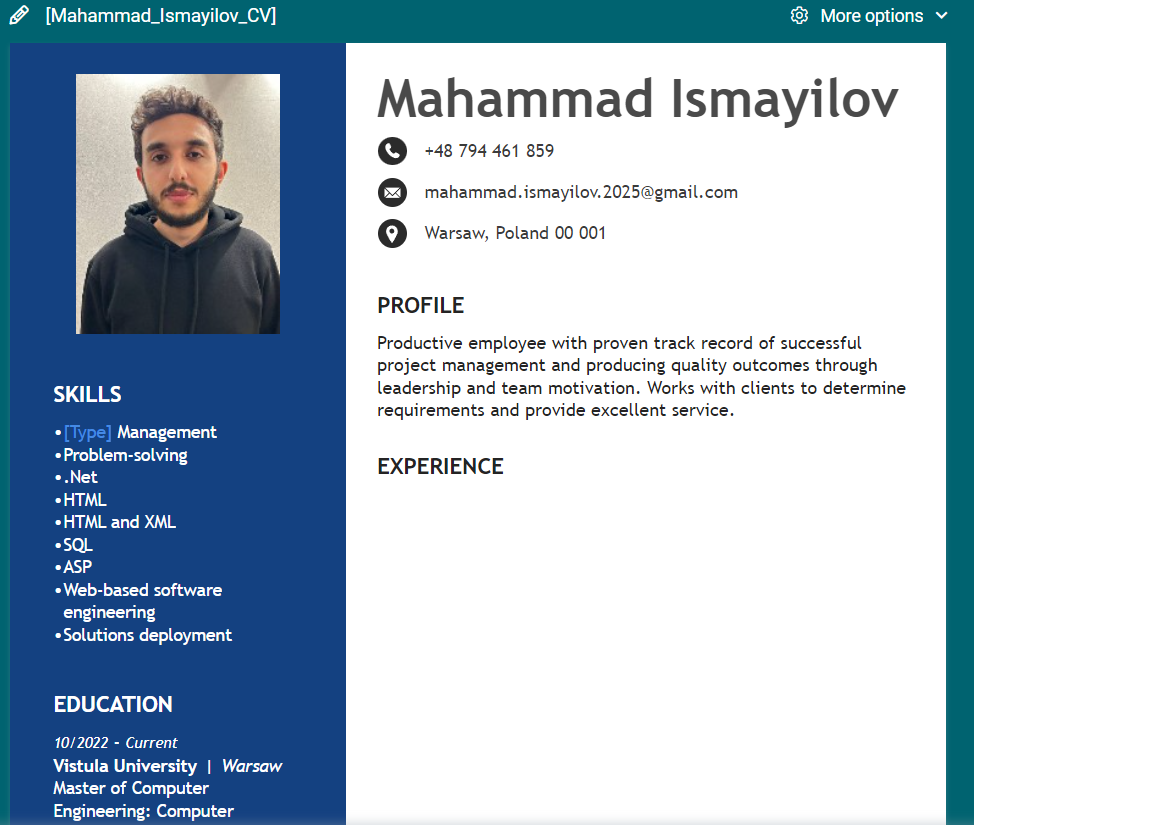 [Mahammad_Ismayilov_CV]
More options
Mahammad Ismayilov
+48 794 461 859
mahammad.ismayilov.2025@gmail.com
Warsaw, Poland 00 001
PROFILE
Productive employee with proven track record of successful
project management and producing quality outcomes through
leadership and team motivation. Works with clients to determine
requirements and provide excellent service.
EXPERIENCE
SKILLS
•[Type] Management
•Problem-solving
•.Net
•HTML
•HTML and XML
•SQL
•ASP
•Web-based software
engineering
•Solutions deployment
EDUCATION
10/2022 - Current
Vistula University | Warsaw
Master of Computer
Engineering: Computer